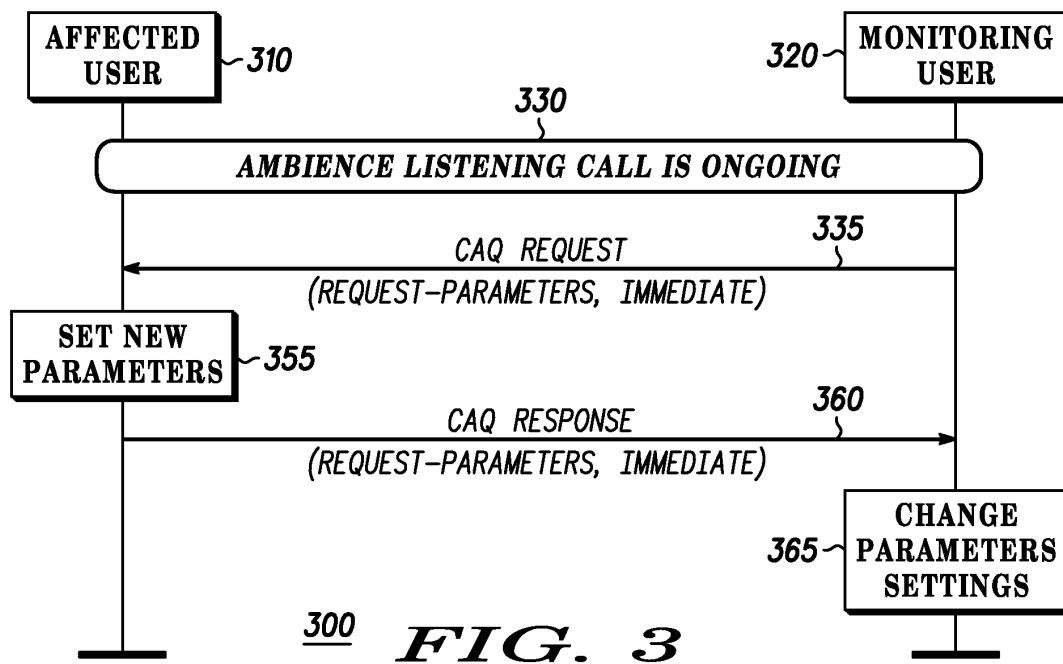 AFFECTED
USER
310
320
MONITORING
USER
330
AMBIENCE LISTENING CALL IS ONGOING
CAQ REQUEST
335
(REQUEST-PARAMETERS, IMMEDIATE)
SET NEW
PARAMETERS
355
CAQ RESPONSE
360
(REQUEST-PARAMETERS, IMMEDIATE)
365
CHANGE
PARAMETERS
SETTINGS
300 FIG. 3